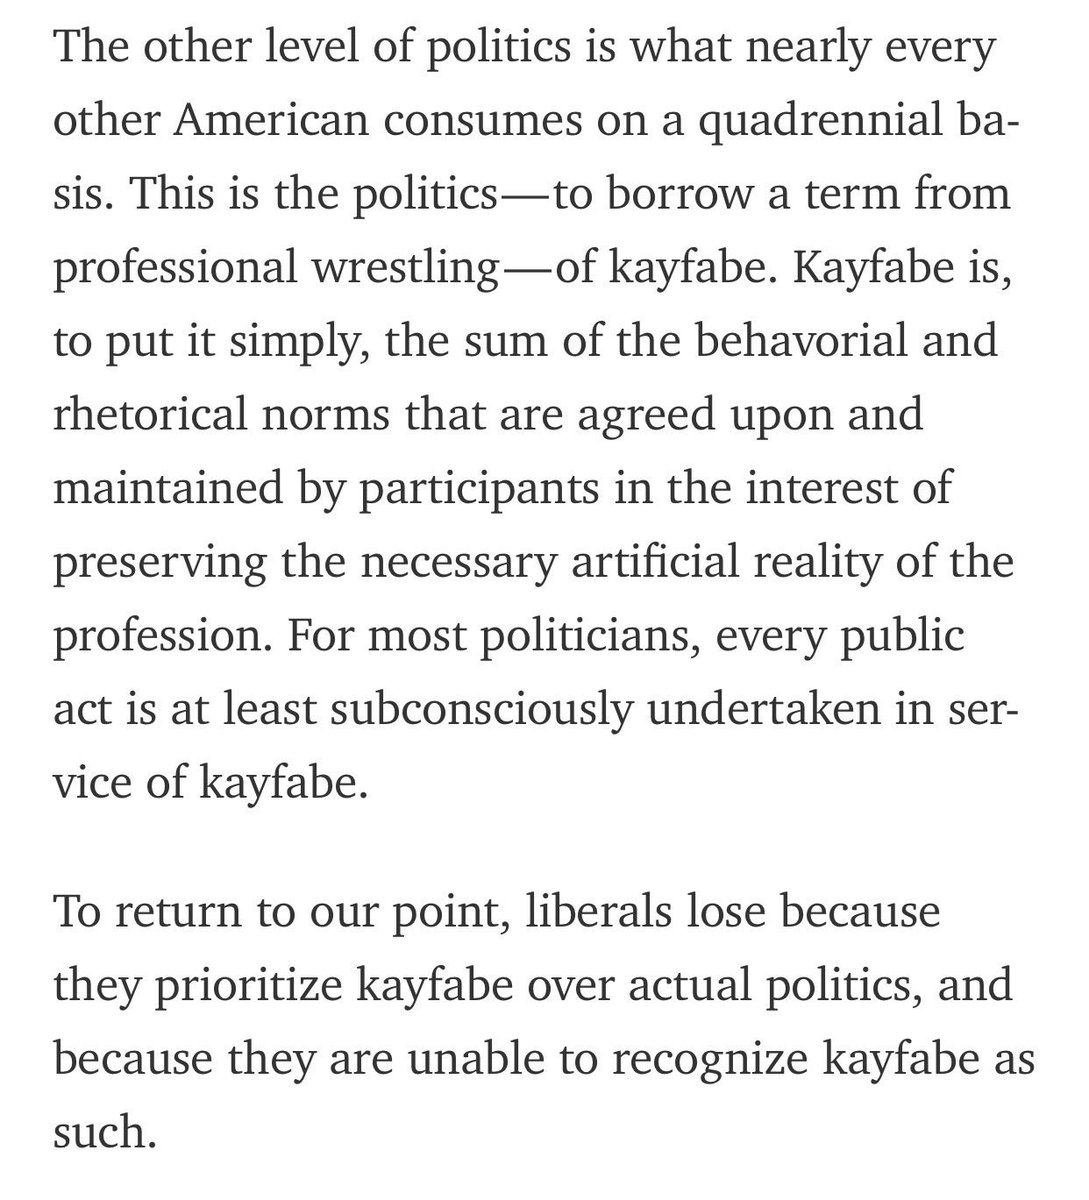 The other level of politics is what nearly every
other American consumes on a quadrennial ba-
sis. This is the politics—to borrow a term from
professional wrestling—of kayfabe. Kayfabe is,
to put it simply, the sum of the behavorial and
rhetorical norms that are agreed upon and
maintained by participants in the interest of
preserving the necessary artificial reality of the
profession. For most politicians, every public
act is at least subconsciously undertaken in ser-
vice of kayfabe.
To return to our point, liberals lose because
they prioritize kayfabe over actual politics, and
because they are unable to recognize kayfabe as
such.